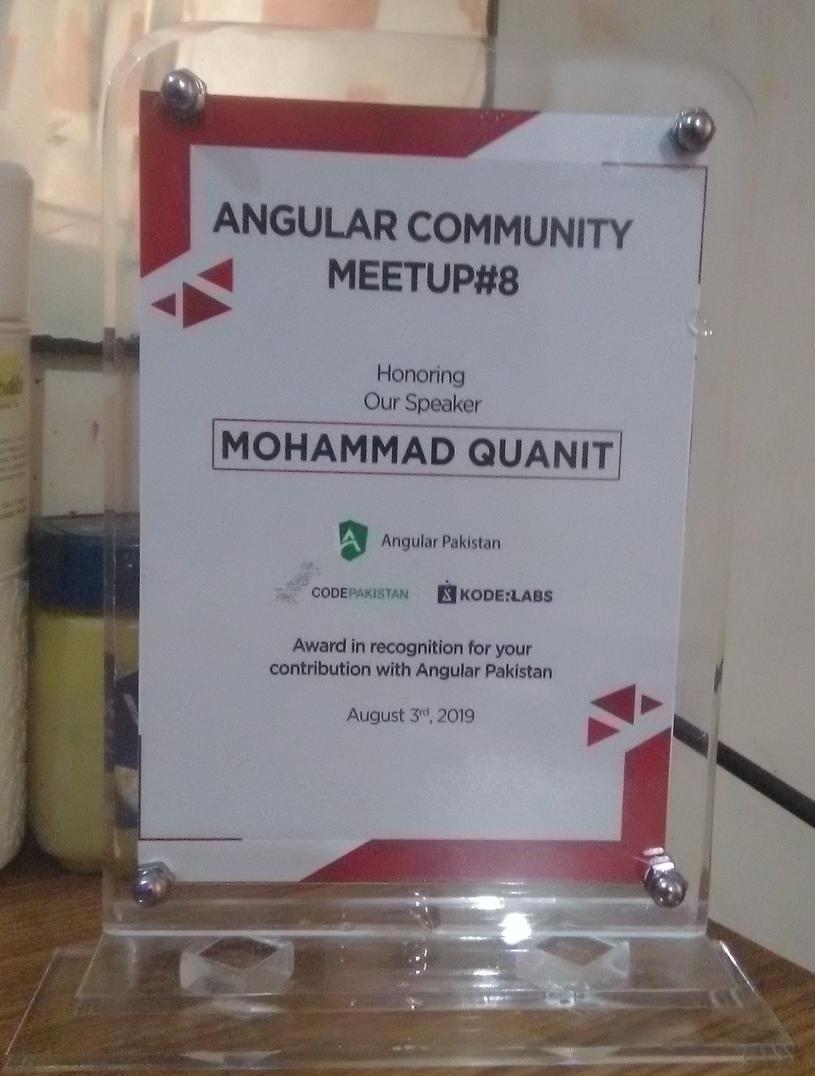 ANGULAR COMMUNITY
MEETUP#8
Honoring
Our Speaker
MOHAMMAD QUANIT
Angular Pakistan
CODEPAKISTAN
KODE:LABS
Award in recognition for your
contribution with Angular Pakistan
August 3rd, 2019